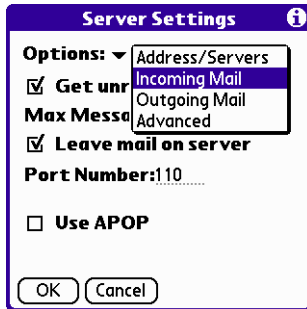 Server Settings
Options: Address/Servers
Get unr Incoming Mail
Outgoing Mail
Max Messa Advanced
Leave mail on server
Port Number:110
Use APOP
OK Cancel